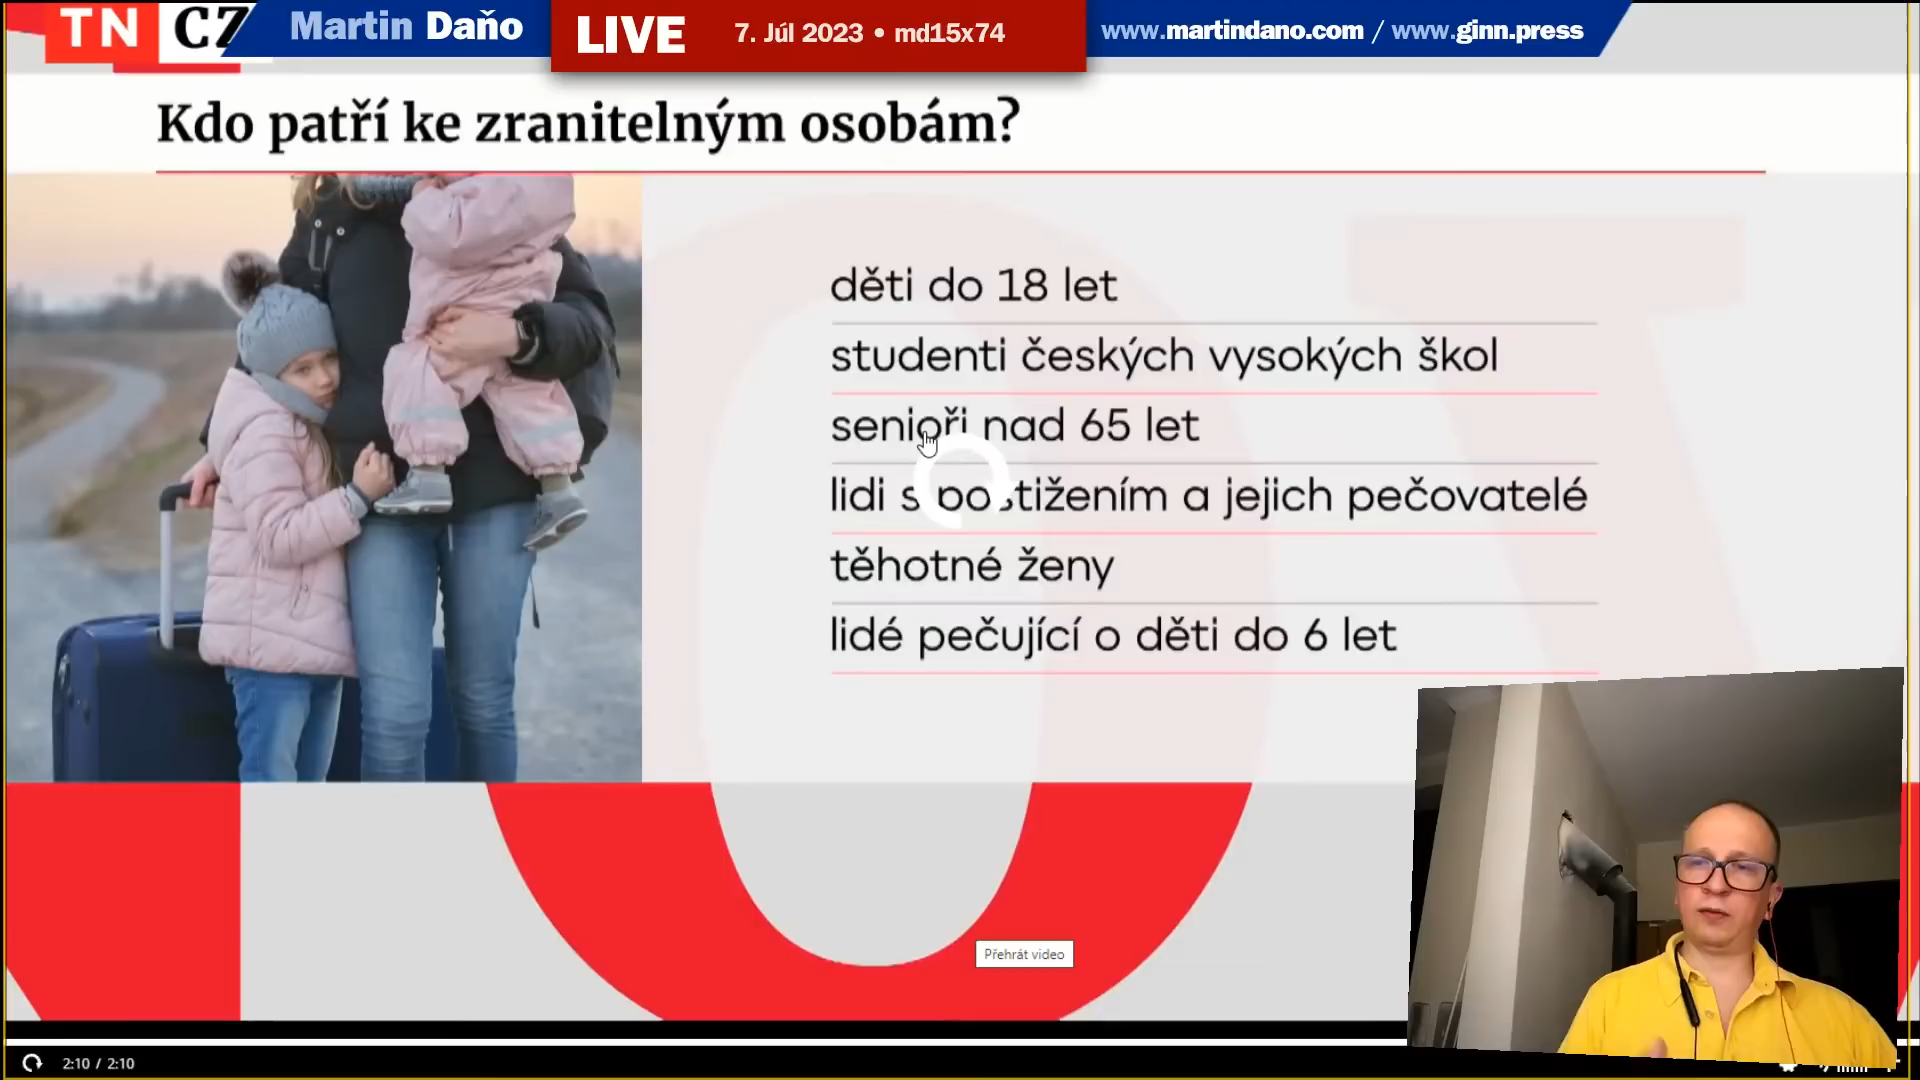 TN CZ
Martin Daňo
LIVE
7. Júl 2023 • md15x74
www.martindano.com / www.ginn.press
Kdo patří ke zranitelným osobám?
děti do 18 let
studenti českých vysokých škol
senioři nad 65 let
lidi s postižením a jejich pečovatelé
těhotné ženy
lidé pečující o děti do 6 let
Přehrát video
2:10 / 2:10